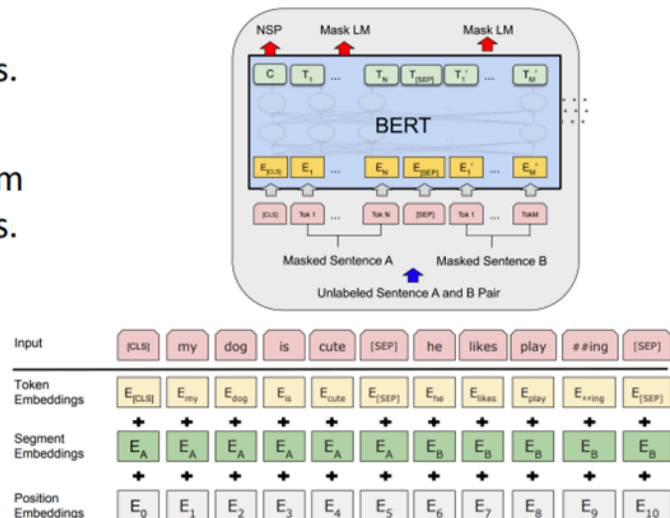 s.
m
s.
NSP Mask LM Mask LM
C T1 ... TN T[SEP] T1' ... TM'
BERT
E[CLS] E1 ... EN E[SEP] E1' ... EM'
[CLS] Tok 1 ... Tok N [SEP] Tok 1 ... TokM
Masked Sentence A Masked Sentence B
Unlabeled Sentence A and B Pair
Input [CLS] my dog is cute [SEP] he likes play ##ing [SEP]
Token
Embeddings E[CLS] Emy Edog Eis Ecute E[SEP] Ehe Elikes Eplay E##ing E[SEP]
+ + + + + + + + + + +
Segment
Embeddings EA EA EA EA EA EA EB EB EB EB EB
+ + + + + + + + + + +
Position
Embeddings E0 E1 E2 E3 E4 E5 E6 E7 E8 E9 E10